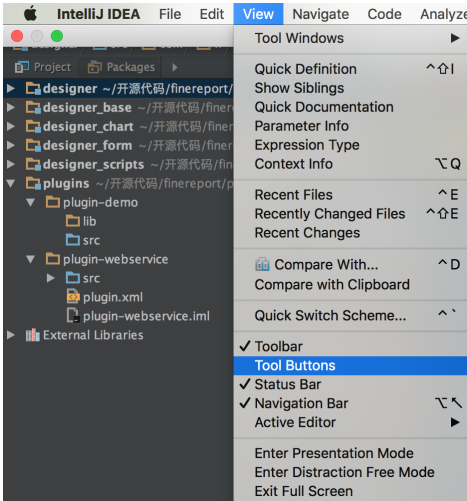 IntelliJ IDEA File Edit View Navigate Code Analyze
Project Packages
designer ~/开源代码/finereport/
designer_base ~/开源代码/finereport/
designer_chart ~/开源代码/finereport/
designer_form ~/开源代码/finereport/
designer_scripts ~/开源代码/fine
plugins ~/开源代码/finereport/p
plugin-demo
lib
src
plugin-webservice
src
plugin.xml
plugin-webservice.iml
External Libraries
Tool Windows
Quick Definition ⌃⇧I
Show Siblings
Quick Documentation
Parameter Info
Expression Type
Context Info ⌥Q
Recent Files ⌃E
Recently Changed Files ⌃⇧E
Recent Changes
Compare With... ⌃D
Compare with Clipboard
Quick Switch Scheme... ⌃`
✓ Toolbar
Tool Buttons
✓ Status Bar
✓ Navigation Bar ⌥↖
Active Editor
Enter Presentation Mode
Enter Distraction Free Mode
Exit Full Screen